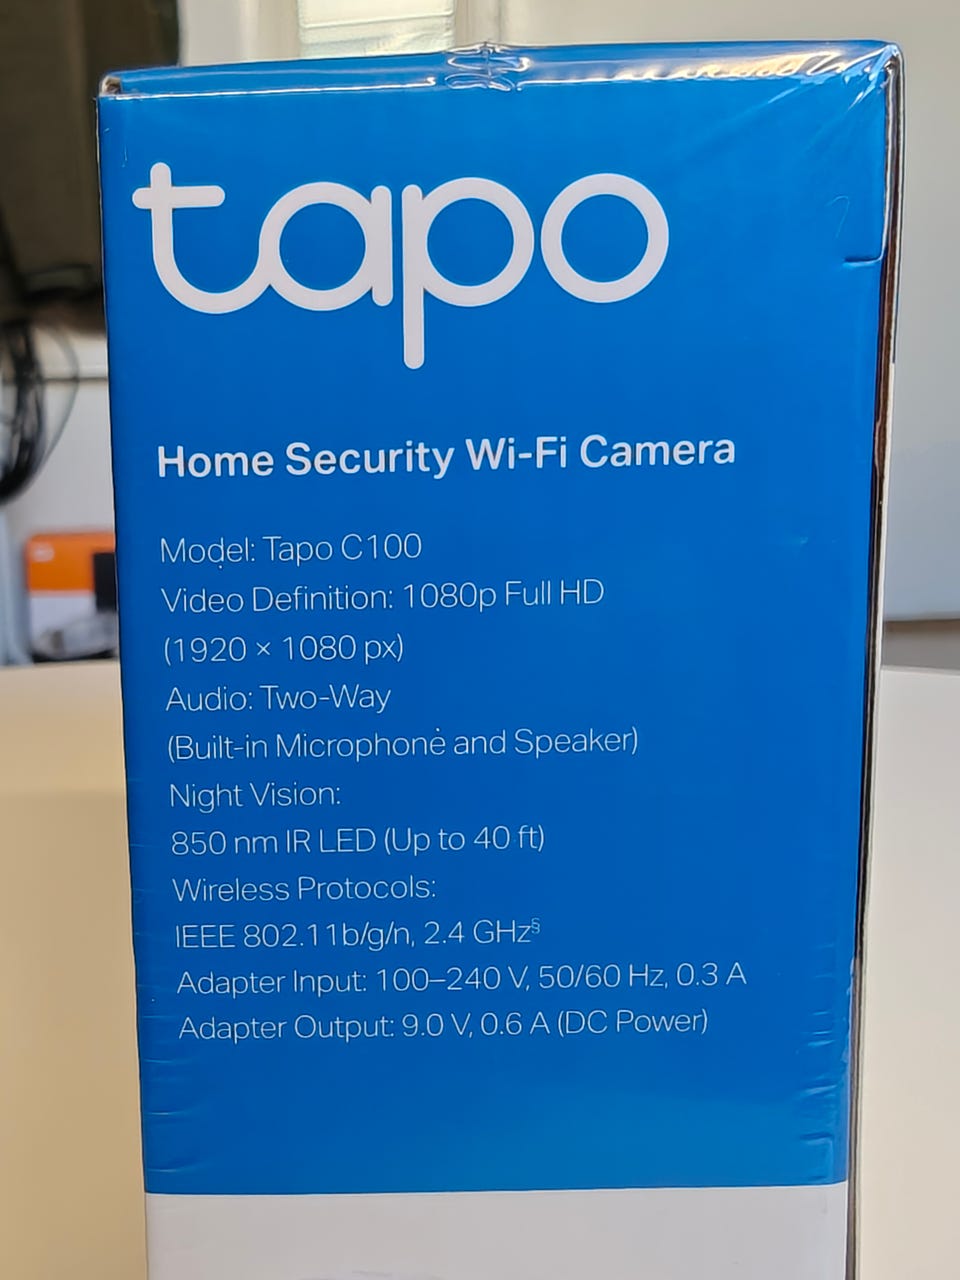 tapo
Home Security Wi-Fi Camera
Model: Tapo C100
Video Definition: 1080p Full HD
(1920 × 1080 px)
Audio: Two-Way
(Built-in Microphone and Speaker)
Night Vision:
850 nm IR LED (Up to 40 ft)
Wireless Protocols:
IEEE 802.11b/g/n, 2.4 GHz§
Adapter Input: 100–240 V, 50/60 Hz, 0.3 A
Adapter Output: 9.0 V, 0.6 A (DC Power)